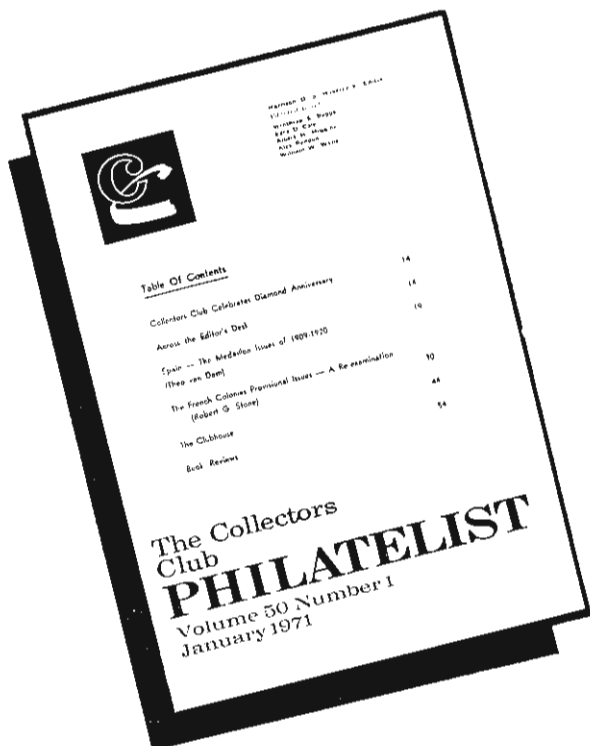 Table Of Contents
Collectors Club Celebrates Diamond Anniversary 14
Across the Editor's Desk
Spain -- The Medallion Issues of 1909-1920 19
(Theo van Dam)
The French Colonies Provisional Issues — A Re-examination 30
(Robert G. Stone)
The Clubhouse 44
Book Reviews 54
The Collectors
Club
PHILATELIST
Volume 50 Number 1
January 1971